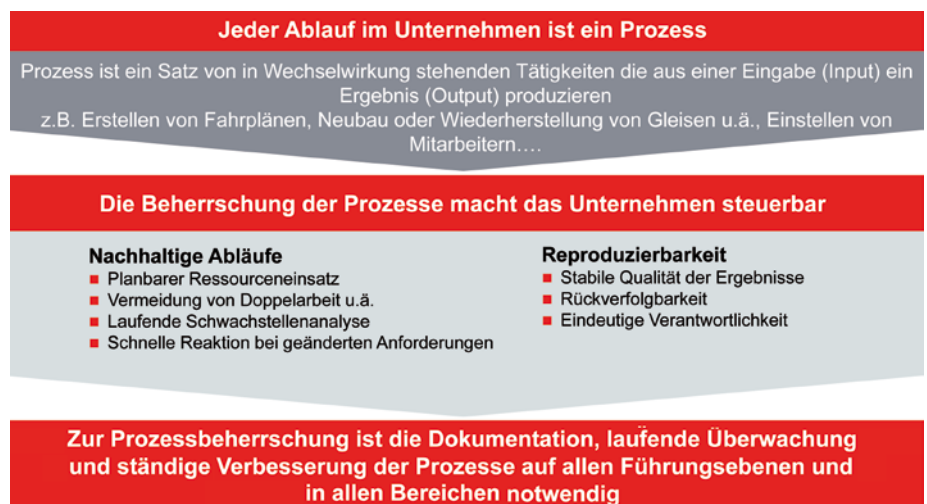 Jeder Ablauf im Unternehmen ist ein Prozess
Prozess ist ein Satz von in Wechselwirkung stehenden Tätigkeiten die aus einer Eingabe (Input) ein
Ergebnis (Output) produzieren
z.B. Erstellen von Fahrplänen, Neubau oder Wiederherstellung von Gleisen u.ä., Einstellen von
Mitarbeitern….
Die Beherrschung der Prozesse macht das Unternehmen steuerbar
Nachhaltige Abläufe
Planbarer Ressourceneinsatz
Vermeidung von Doppelarbeit u.ä.
Laufende Schwachstellenanalyse
Schnelle Reaktion bei geänderten Anforderungen
Reproduzierbarkeit
Stabile Qualität der Ergebnisse
Rückverfolgbarkeit
Eindeutige Verantwortlichkeit
Zur Prozessbeherrschung ist die Dokumentation, laufende Überwachung
und ständige Verbesserung der Prozesse auf allen Führungsebenen und
in allen Bereichen notwendig